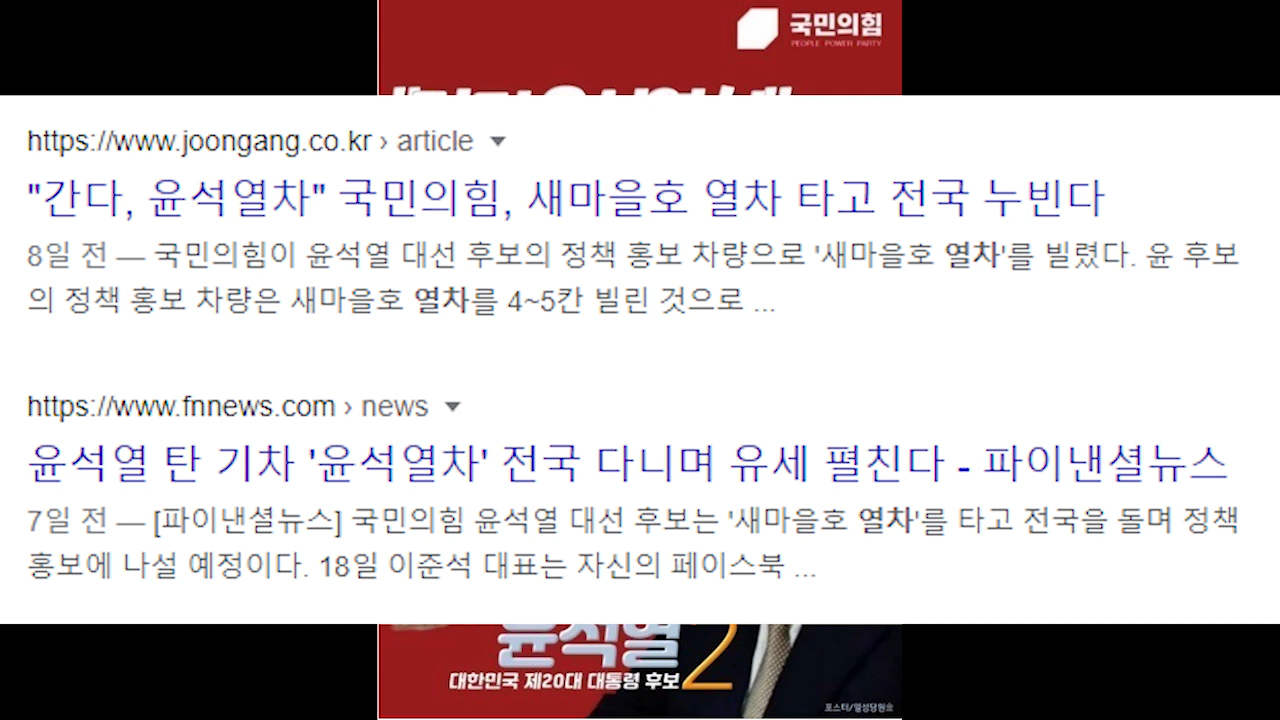 국민의힘
PEOPLE POWER PARTY
https://www.joongang.co.kr › article
"간다, 윤석열차" 국민의힘, 새마을호 열차 타고 전국 누빈다
8일 전 — 국민의힘이 윤석열 대선 후보의 정책 홍보 차량으로 '새마을호 열차'를 빌렸다. 윤 후보
의 정책 홍보 차량은 새마을호 열차를 4~5칸 빌린 것으로 ...
https://www.fnnews.com › news
윤석열 탄 기차 '윤석열차' 전국 다니며 유세 펼친다 - 파이낸셜뉴스
7일 전 — [파이낸셜뉴스] 국민의힘 윤석열 대선 후보는 '새마을호 열차'를 타고 전국을 돌며 정책
홍보에 나설 예정이다. 18일 이준석 대표는 자신의 페이스북 ...
윤석열 2
대한민국 제20대 대통령 후보